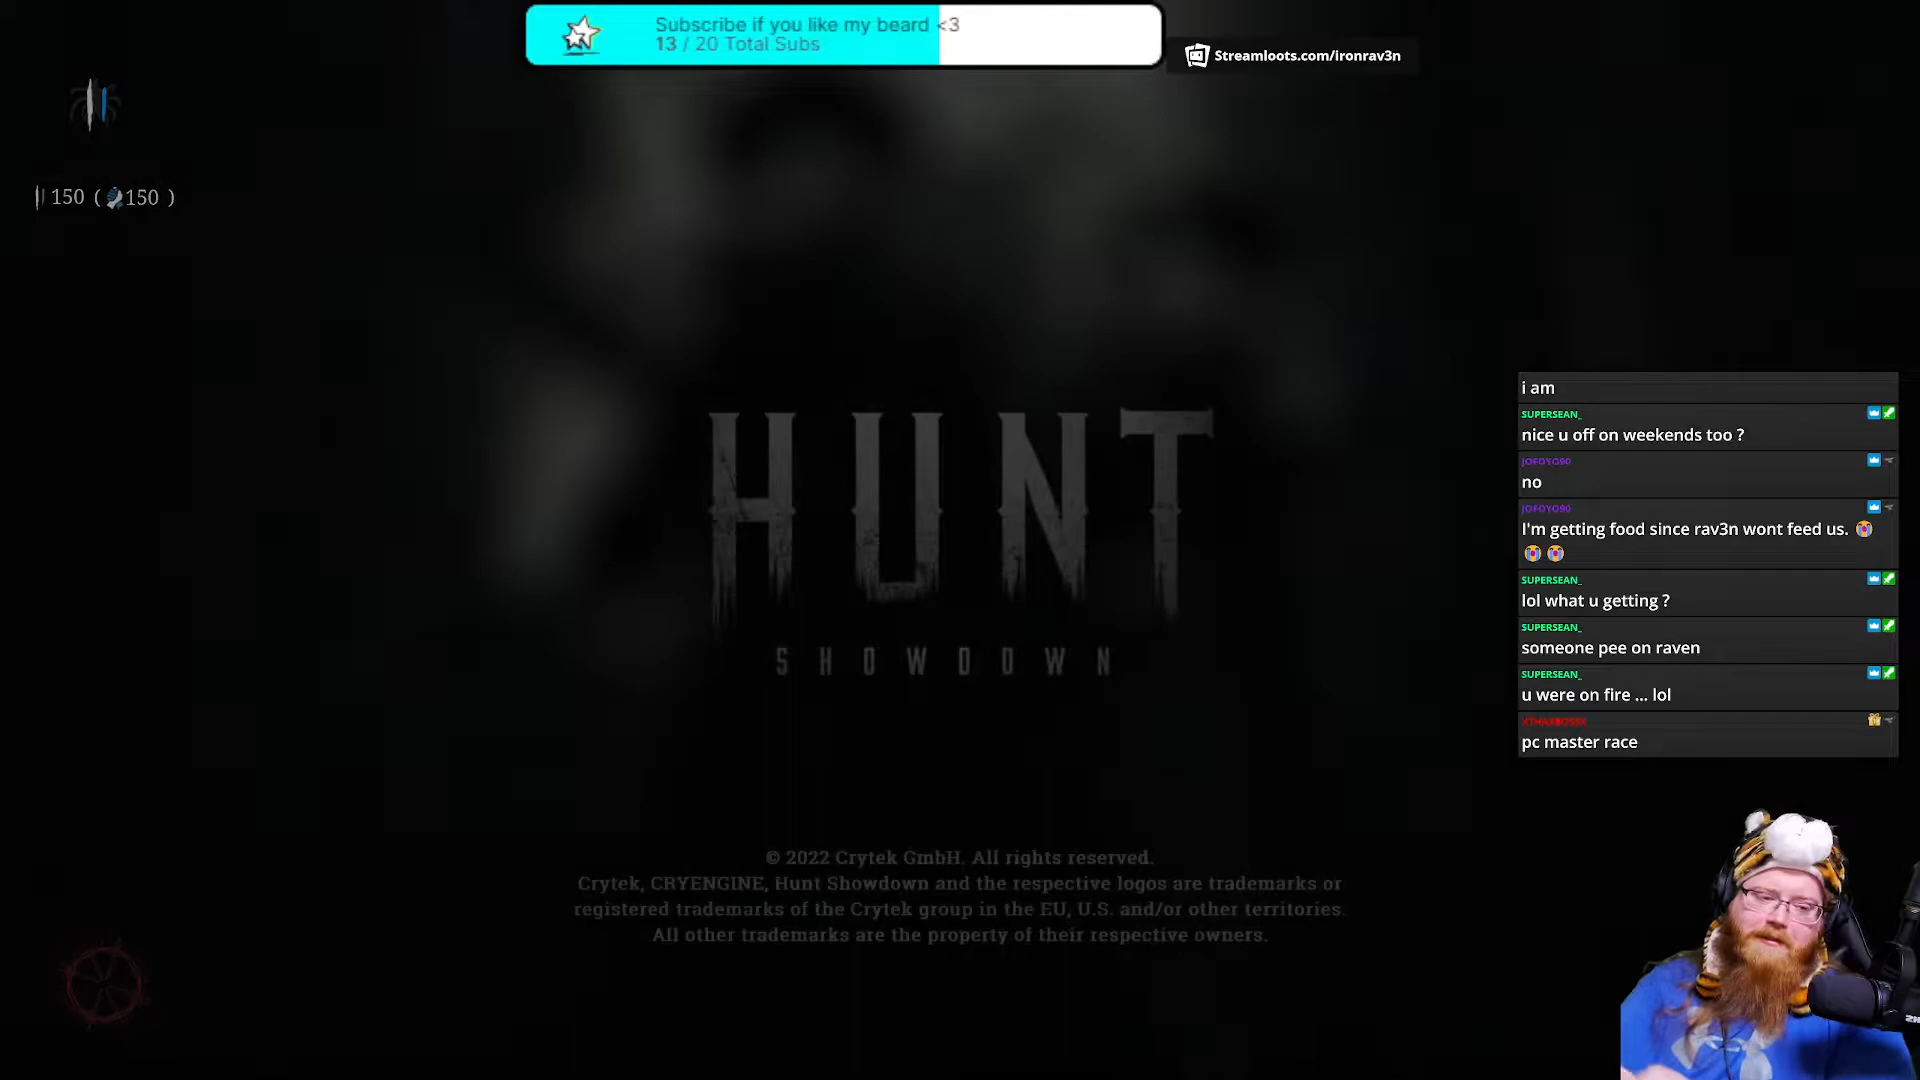 Subscribe if you like my beard <3
13 / 20 Total Subs
Streamloots.com/ironrav3n
150 ( 150 )
HUNT
SHOWDOWN
i am
SUPERSEAN_
nice u off on weekends too ?
JOFOYO90
no
JOFOYO90
I'm getting food since rav3n wont feed us.
SUPERSEAN_
lol what u getting ?
SUPERSEAN_
someone pee on raven
SUPERSEAN_
u were on fire ... lol
pc master race
© 2022 Crytek GmbH. All rights reserved.
Crytek, CRYENGINE, Hunt Showdown and the respective logos are trademarks or
registered trademarks of the Crytek group in the EU, U.S. and/or other territories.
All other trademarks are the property of their respective owners.